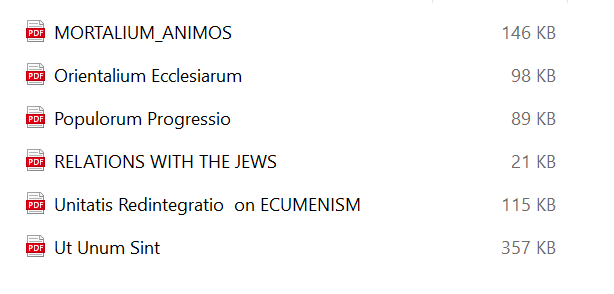 PDF MORTALIUM_ANIMOS 146 KB
PDF Orientalium Ecclesiarum 98 KB
PDF Populorum Progressio 89 KB
PDF RELATIONS WITH THE JEWS 21 KB
PDF Unitatis Redintegratio  on ECUMENISM 115 KB
PDF Ut Unum Sint 357 KB